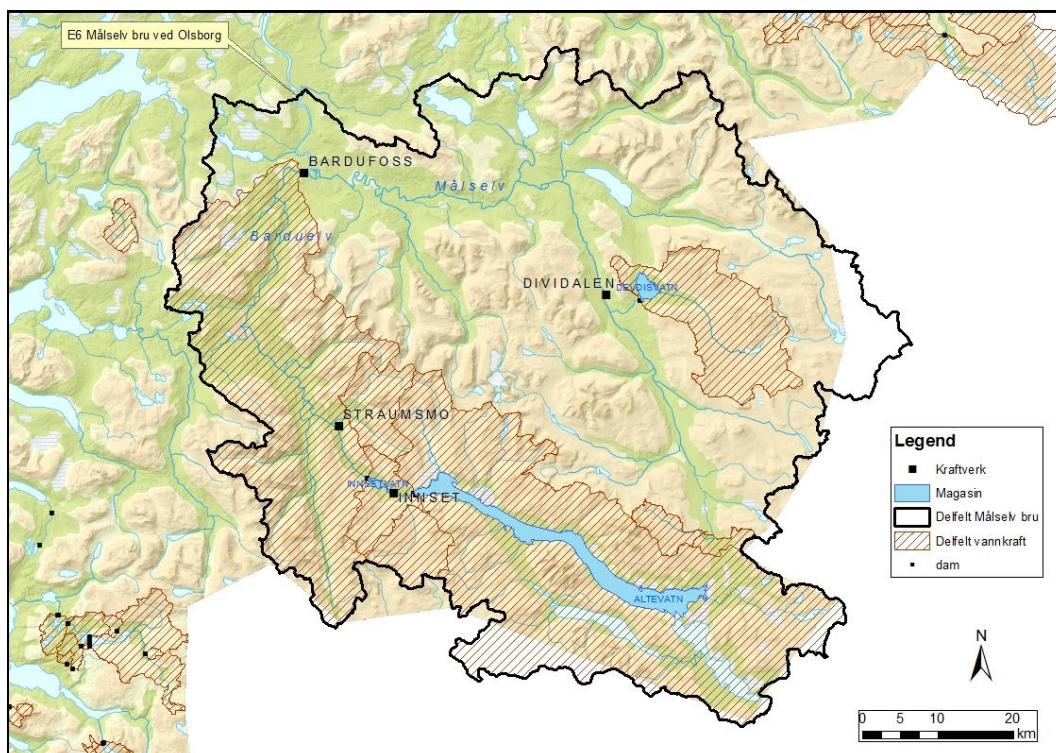 E6 Målselv bru ved Olsborg
BARDUFOSS
Målselv
Barduelv
DIVIDALEN
DEVDISVATN
STRAUMSMO
INNSETVATN
INNSET
ALTEVATN
Legend
Kraftverk
Magasin
Delfelt Målselv bru
Delfelt vannkraft
dam
N
0 5 10 20
km